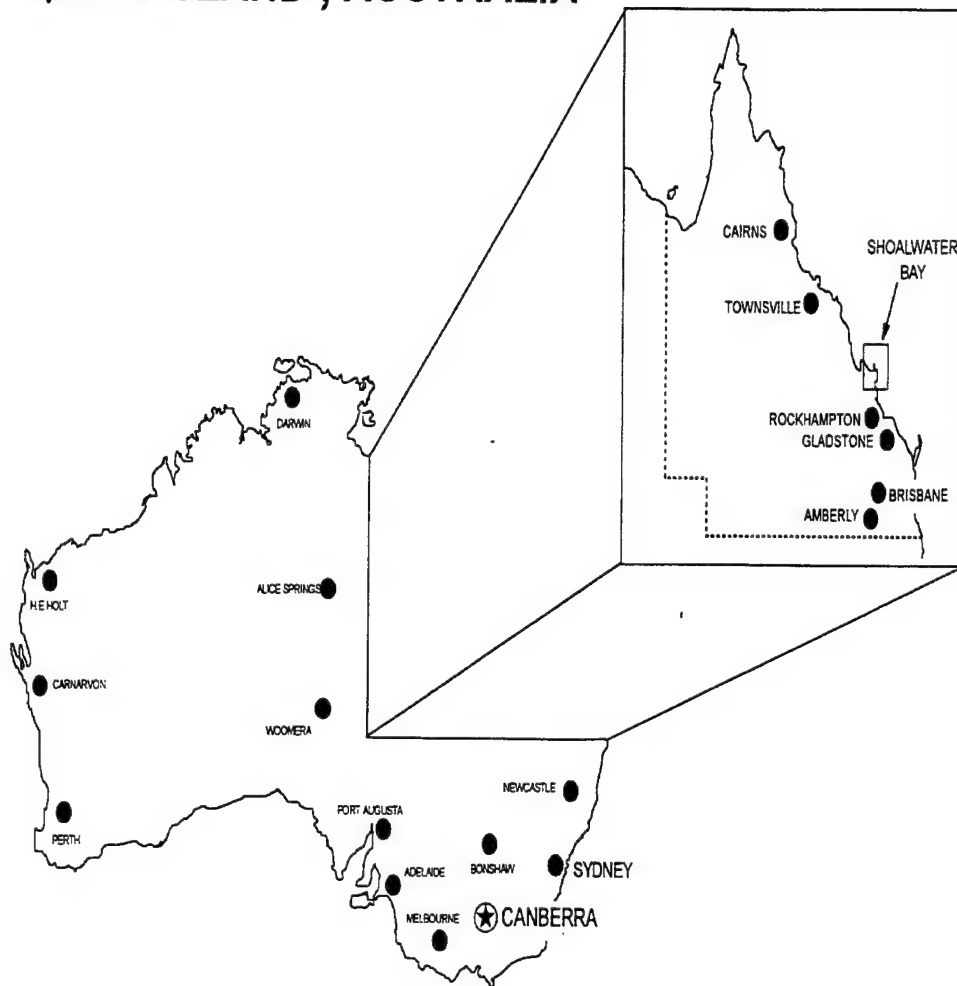 , AUSTRALIA
CAIRNS
SHOALWATER
BAY
TOWNSVILLE
ROCKHAMPTON
GLADSTONE
BRISBANE
AMBERLY
DARWIN
H.E HOLT
ALICE SPRINGS
CARNARVON
WOOMERA
NEWCASTLE
PORT AUGUSTA
PERTH
ADELAIDE
BONSHAW
SYDNEY
MELBOURNE
CANBERRA